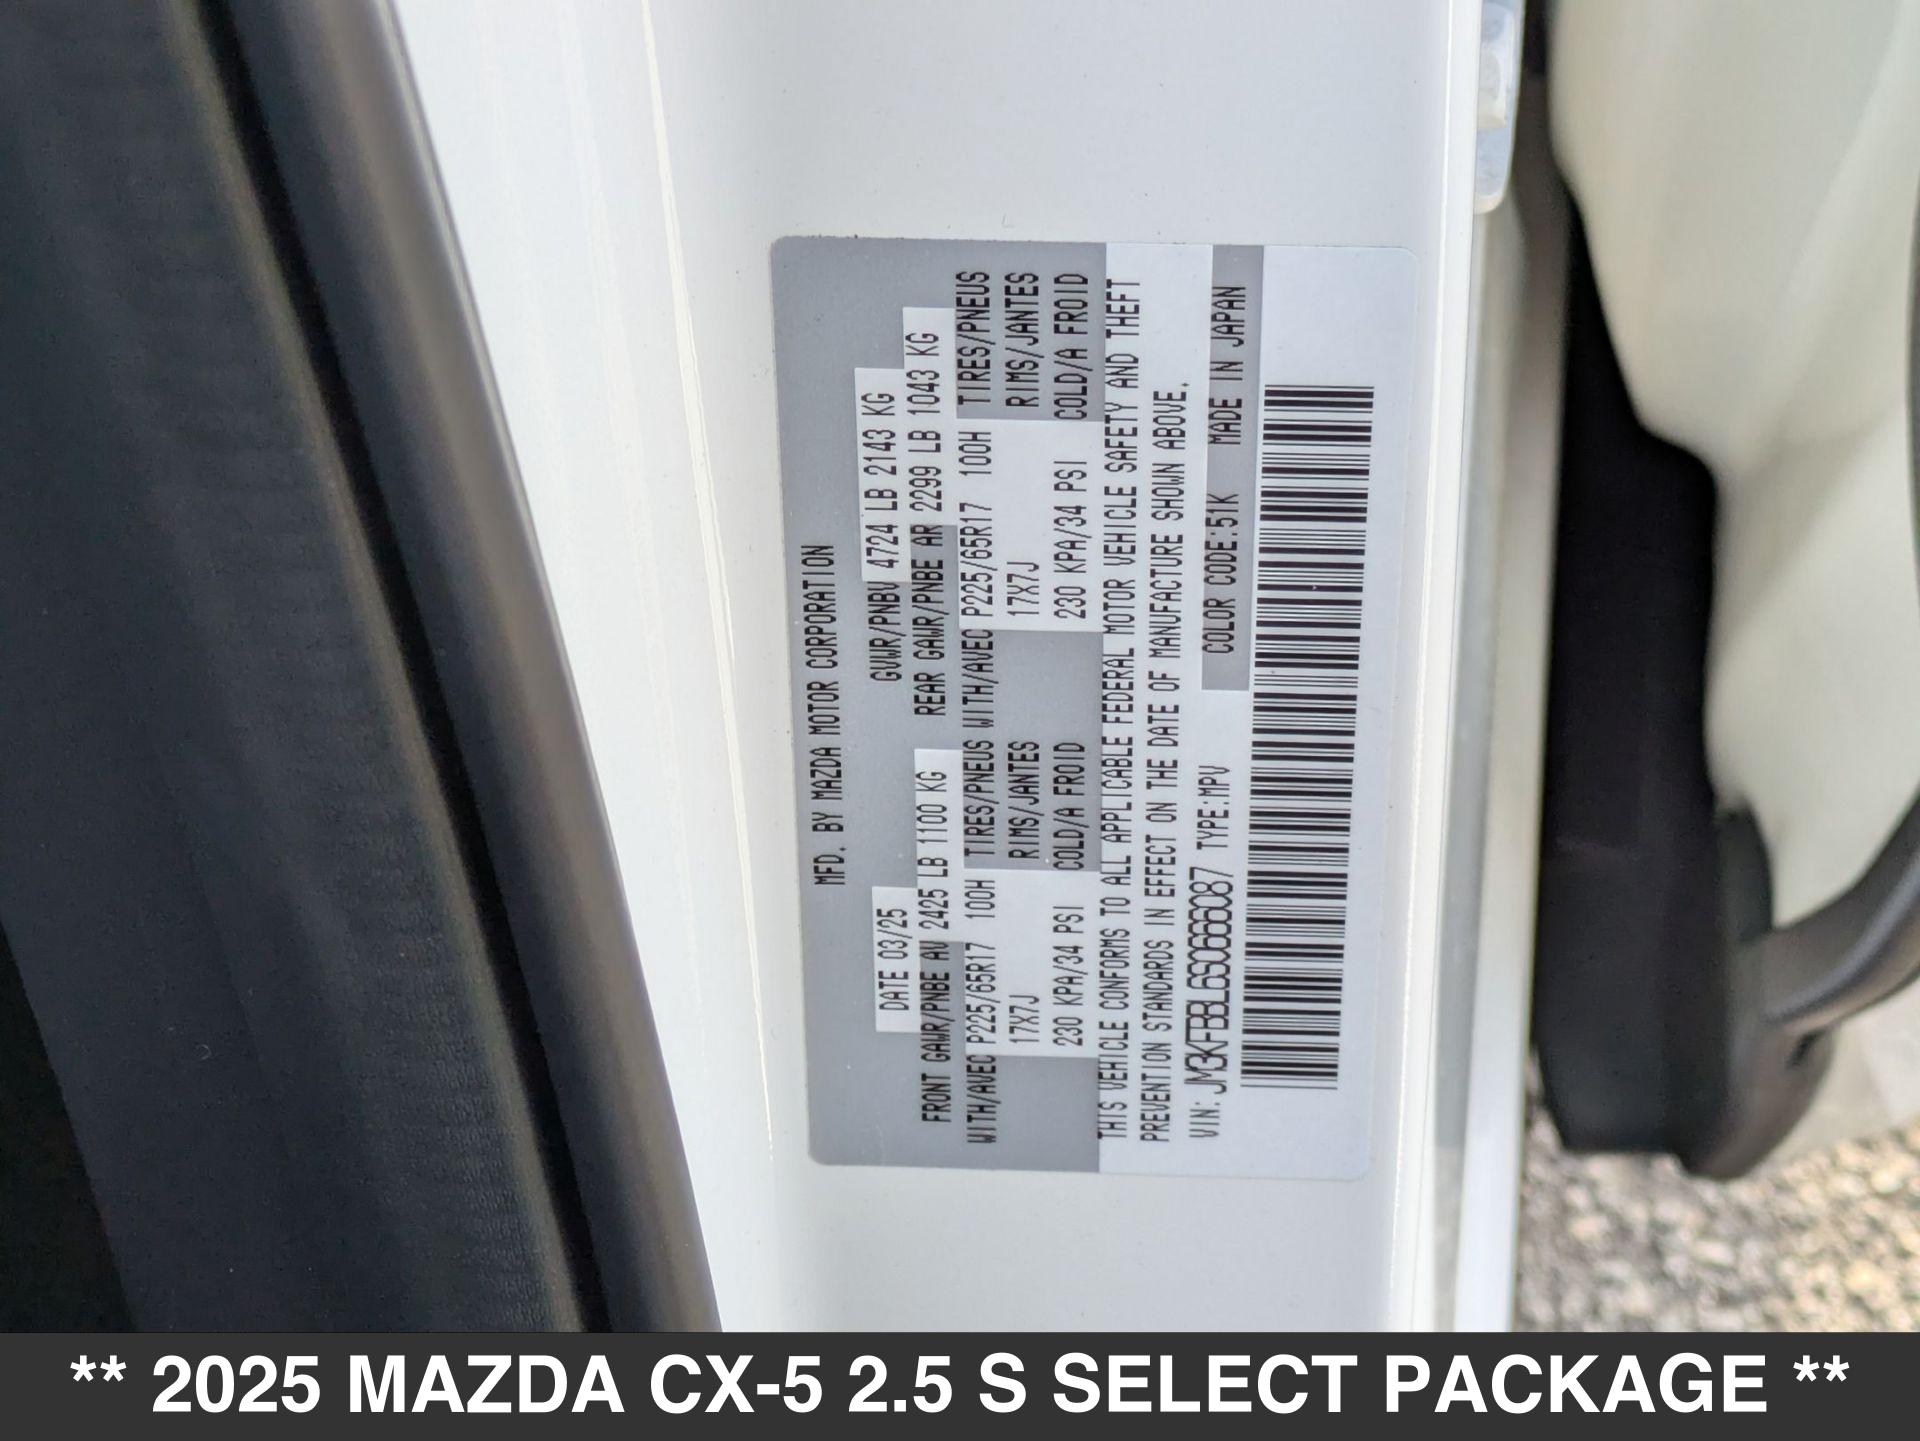 MFD. BY MAZDA MOTOR CORPORATION
DATE 03/25 GVWR/PNBV 4724 LB 2143 KG
FRONT GAWR/PNBE AV 2425 LB 1100 KG REAR GAWR/PNBE AR 2299 LB 1043 KG
WITH/AVEC P225/65R17 100H TIRES/PNEUS WITH/AVEC P225/65R17 100H TIRES/PNEUS
17X7J RIMS/JANTES 17X7J RIMS/JANTES
230 KPA/34 PSI COLD/A FROID 230 KPA/34 PSI COLD/A FROID
THIS VEHICLE CONFORMS TO ALL APPLICABLE FEDERAL MOTOR VEHICLE SAFETY AND THEFT
PREVENTION STANDARDS IN EFFECT ON THE DATE OF MANUFACTURE SHOWN ABOVE.
VIN: JM3KFBBL6S0666087 TYPE:MPV COLOR CODE:51K MADE IN JAPAN
** 2025 MAZDA CX-5 2.5 S SELECT PACKAGE **